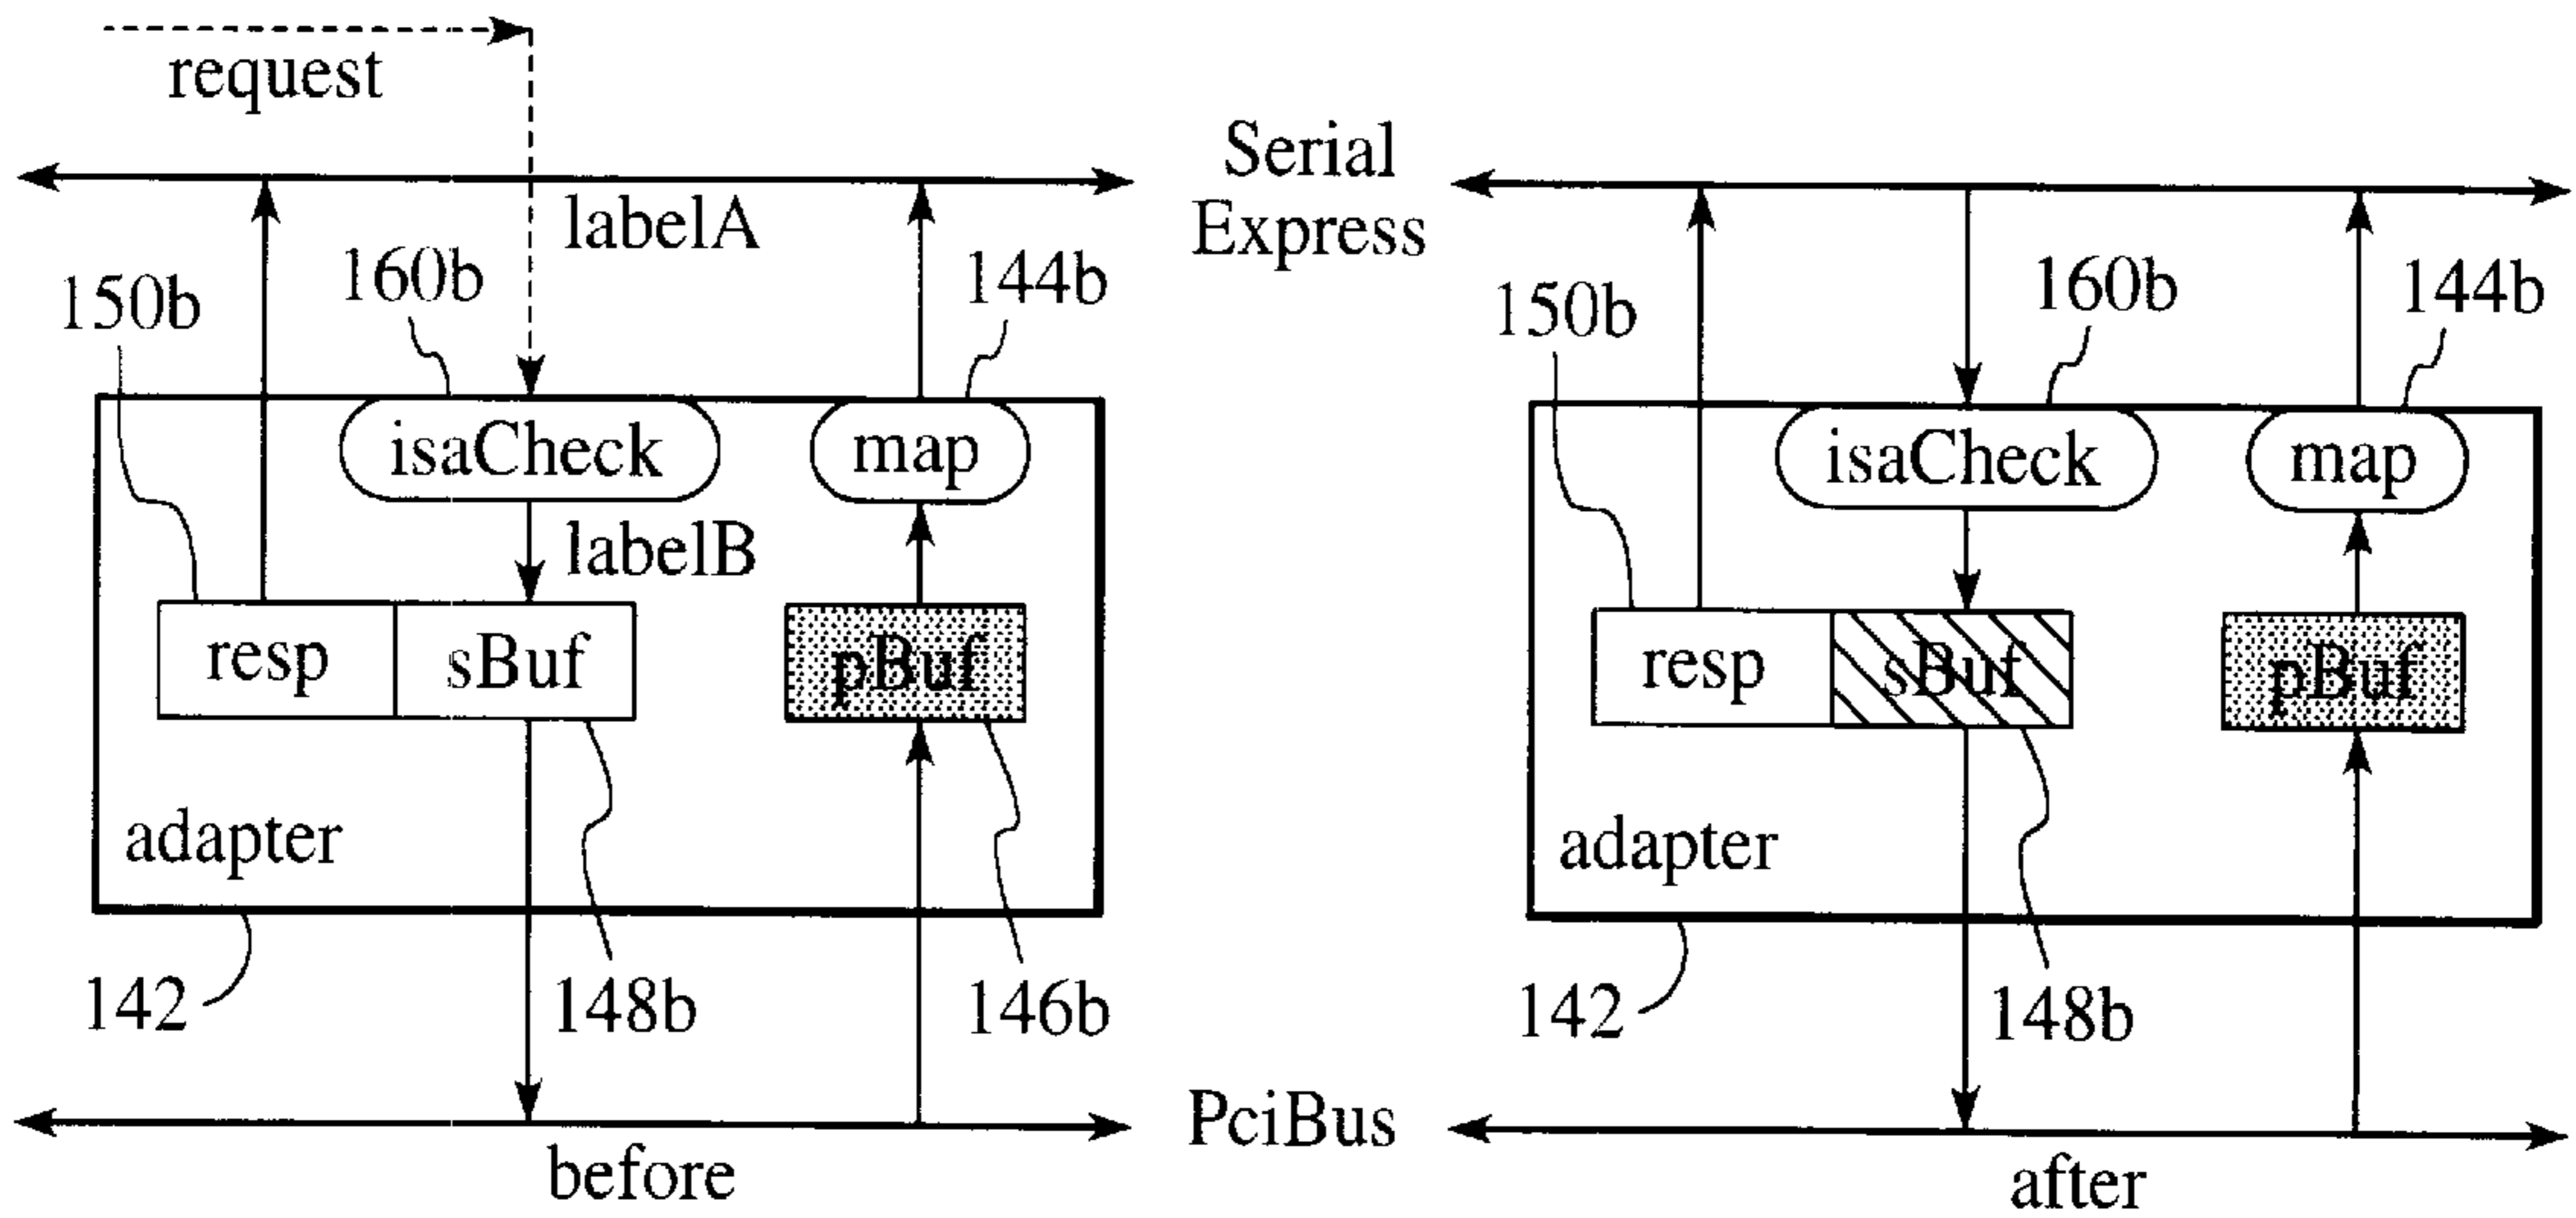 request
Serial
Express
labelA
150b
160b
144b
isaCheck
map
labelB
resp
sBuf
pBuf
adapter
142
148b
146b
before
PciBus
150b
160b
144b
isaCheck
map
resp
sBuf
pBuf
adapter
142
148b
after